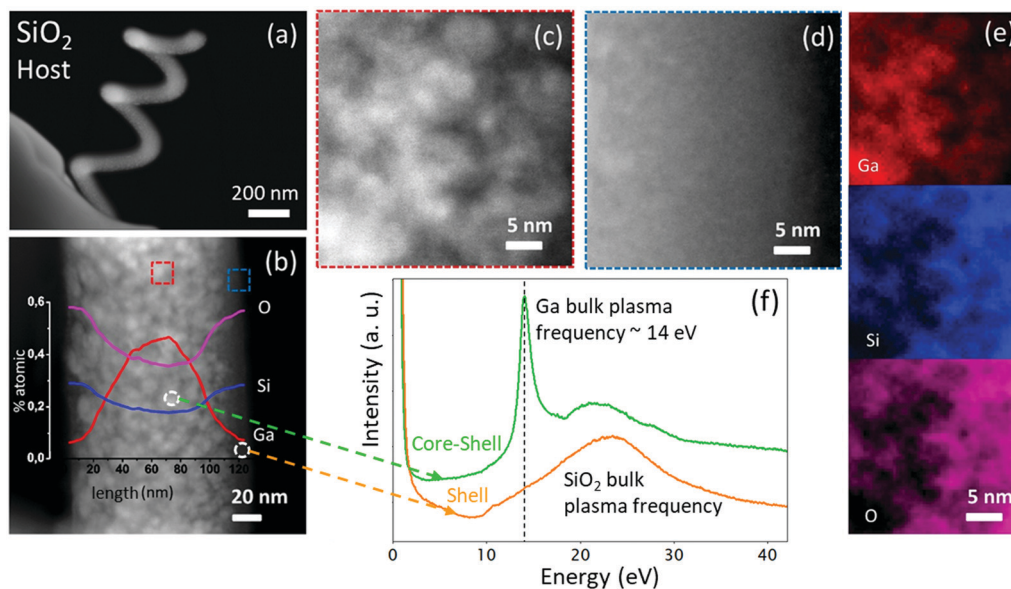 SiO₂
Host
(a)
200 nm
(b)
O
Si
Ga
0,6
0,4
0,2
0,0
% atomic
20 40 60 80 100 120
length (nm)
20 nm
(c)
5 nm
(d)
5 nm
(e)
Ga
Si
O
5 nm
(f)
Ga bulk plasma
frequency ~ 14 eV
Core-Shell
Shell
SiO₂ bulk
plasma frequency
Intensity (a. u.)
0 10 20 30 40
Energy (eV)